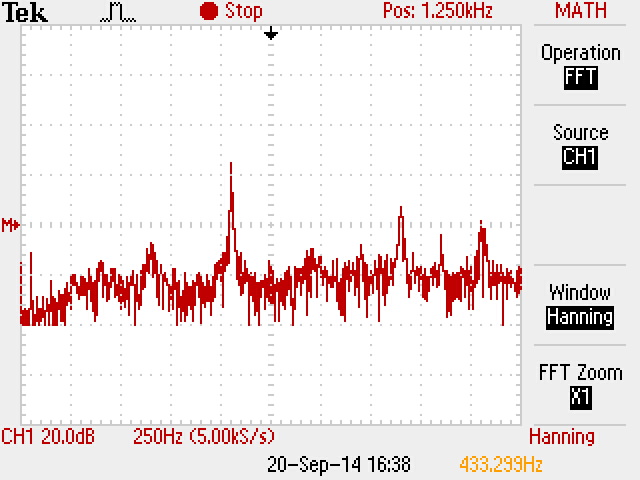 Tek Stop Pos: 1.250kHz MATH
Operation
FFT
Source
CH1
M
Window
Hanning
FFT Zoom
X1
CH1 20.0dB 250Hz (5.00kS/s) Hanning
20-Sep-14 16:38 433.299Hz